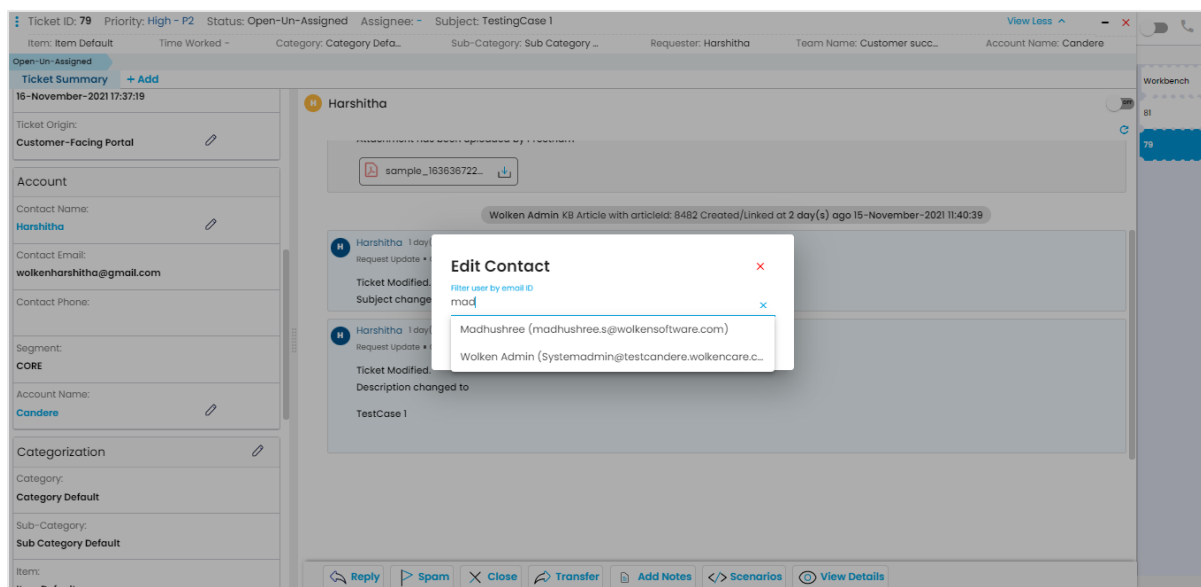 Ticket ID: 79 Priority: High - P2 Status: Open-Un-Assigned Assignee: - Subject: TestingCase 1 View Less
Item: Item Default Time Worked - Category: Category Defa... Sub-Category: Sub Category ... Requester: Harshitha Team Name: Customer succ... Account Name: Candere
Open-Un-Assigned
Ticket Summary + Add
16-November-2021 17:37:19
Ticket Origin:
Customer-Facing Portal
Account
Contact Name:
Harshitha
Contact Email:
wolkenharshitha@gmail.com
Contact Phone:
Segment:
CORE
Account Name:
Candere
Categorization
Category:
Category Default
Sub-Category:
Sub Category Default
Item:
H Harshitha
OFF
sample_163636722...
Wolken Admin KB Article with articleId: 8482 Created/Linked at 2 day(s) ago 15-November-2021 11:40:39
H Harshitha 1 day(
Request Update •
Ticket Modified.
Subject change
Edit Contact
Filter user by email ID
mad
Madhushree (madhushree.s@wolkensoftware.com)
Wolken Admin (Systemadmin@testcandere.wolkencare.c...
H Harshitha 1 day(
Request Update •
Ticket Modified.
Description changed to
TestCase 1
Reply Spam Close Transfer Add Notes Scenarios View Details
Workbench
81
79